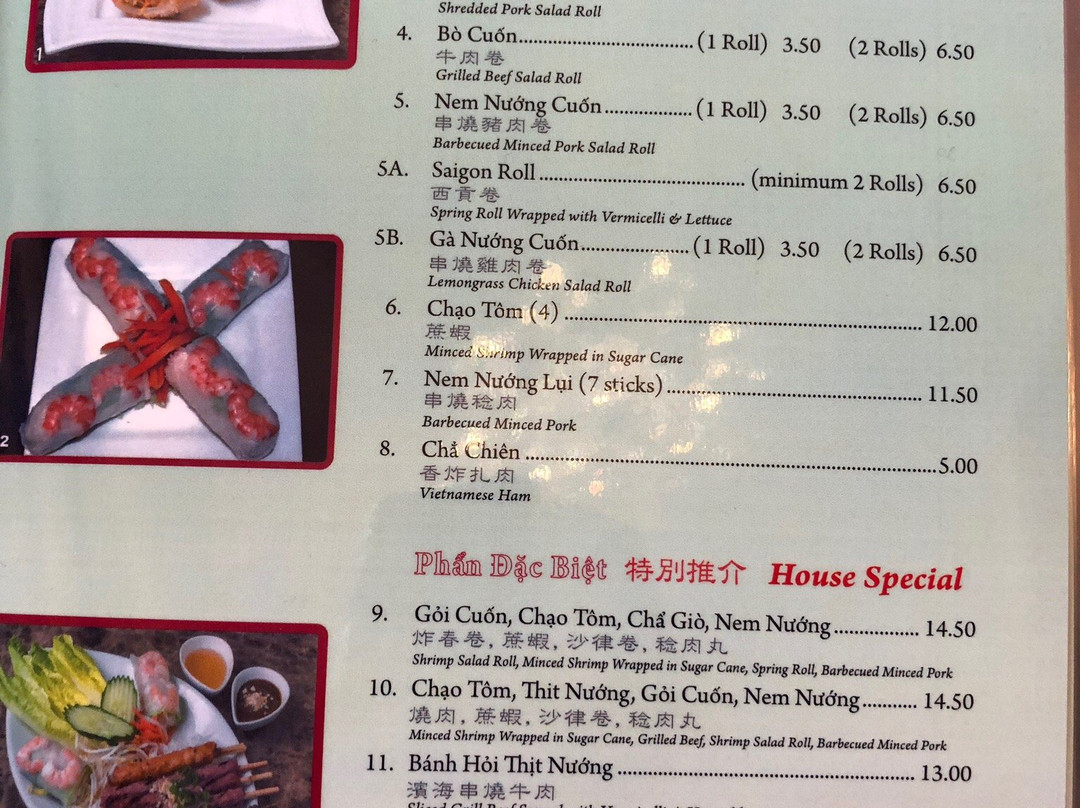 Shredded Pork Salad Roll
4. Bò Cuốn.................................(1 Roll) 3.50 (2 Rolls) 6.50
牛肉卷
Grilled Beef Salad Roll
5. Nem Nướng Cuốn................(1 Roll) 3.50 (2 Rolls) 6.50
串燒豬肉卷
Barbecued Minced Pork Salad Roll
5A. Saigon Roll....................................... (minimum 2 Rolls) 6.50
西貢卷
Spring Roll Wrapped with Vermicelli & Lettuce
5B. Gà Nướng Cuốn....................(1 Roll) 3.50 (2 Rolls) 6.50
串燒雞肉卷
Lemongrass Chicken Salad Roll
6. Chạo Tôm (4) .................................................................... 12.00
蔗蝦
Minced Shrimp Wrapped in Sugar Cane
7. Nem Nướng Lụi (7 sticks)................................................. 11.50
串燒稔肉
Barbecued Minced Pork
8. Chả Chiên ..............................................................................5.00
香炸扎肉
Vietnamese Ham
Phần Đặc Biệt 特別推介 House Special
9. Gỏi Cuốn, Chạo Tôm, Chả Giò, Nem Nướng................ 14.50
炸春卷, 蔗蝦, 沙律卷, 稔肉丸
Shrimp Salad Roll, Minced Shrimp Wrapped in Sugar Cane, Spring Roll, Barbecued Minced Pork
10. Chạo Tôm, Thit Nướng, Gỏi Cuốn, Nem Nướng........... 14.50
燒肉, 蔗蝦, 沙律卷, 稔肉丸
Minced Shrimp Wrapped in Sugar Cane, Grilled Beef, Shrimp Salad Roll, Barbecued Minced Pork
11. Bánh Hỏi Thịt Nướng ......................................................... 13.00
濱海串燒牛肉
1
2